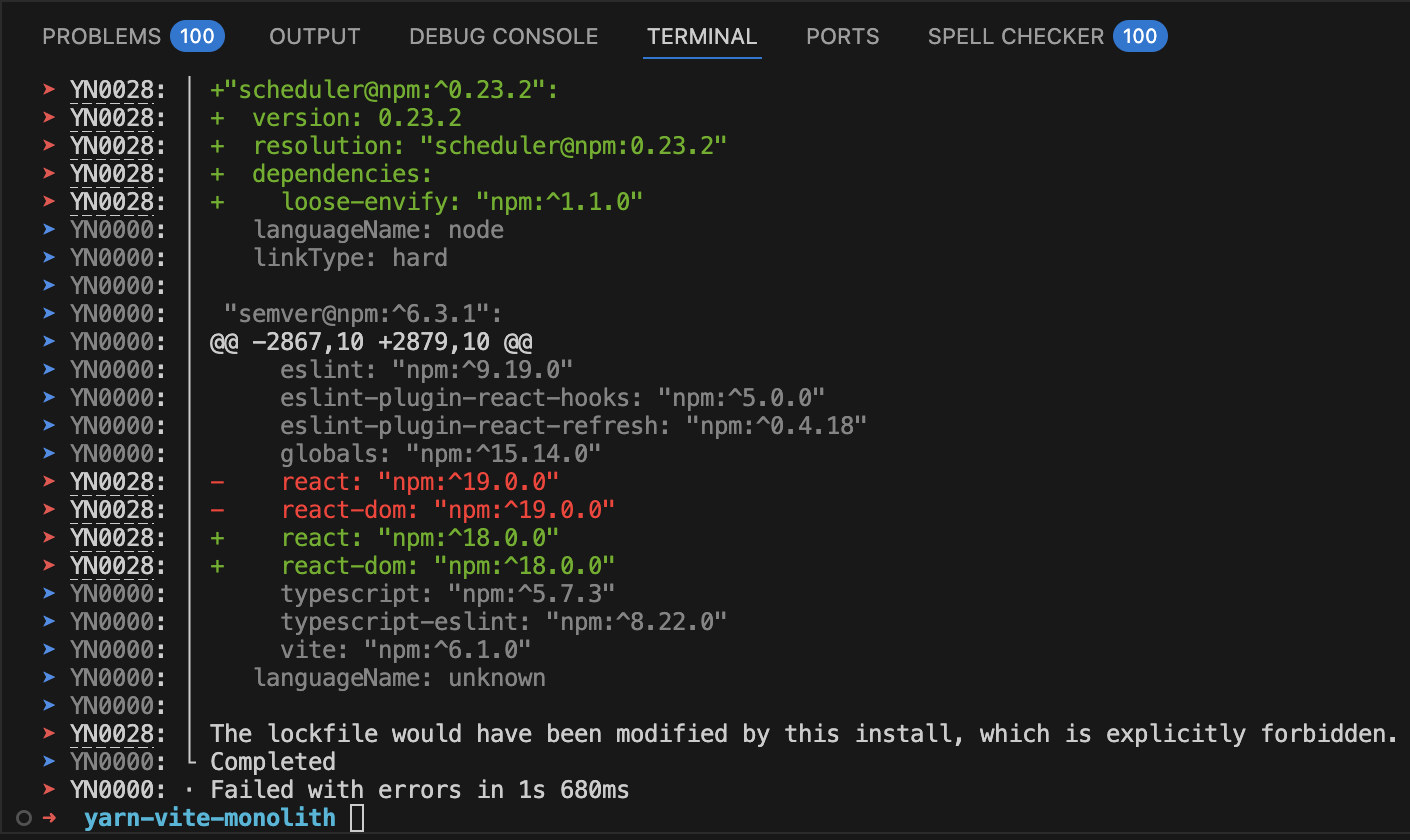 PROBLEMS 100 OUTPUT DEBUG CONSOLE TERMINAL PORTS SPELL CHECKER 100
➤ YN0028: │ +"scheduler@npm:^0.23.2":
➤ YN0028: │ +  version: 0.23.2
➤ YN0028: │ +  resolution: "scheduler@npm:0.23.2"
➤ YN0028: │ +  dependencies:
➤ YN0028: │ +    loose-envify: "npm:^1.1.0"
➤ YN0000: │    languageName: node
➤ YN0000: │    linkType: hard
➤ YN0000: │
➤ YN0000: │  "semver@npm:^6.3.1":
➤ YN0000: │ @@ -2867,10 +2879,10 @@
➤ YN0000: │      eslint: "npm:^9.19.0"
➤ YN0000: │      eslint-plugin-react-hooks: "npm:^5.0.0"
➤ YN0000: │      eslint-plugin-react-refresh: "npm:^0.4.18"
➤ YN0000: │      globals: "npm:^15.14.0"
➤ YN0028: │ -    react: "npm:^19.0.0"
➤ YN0028: │ -    react-dom: "npm:^19.0.0"
➤ YN0028: │ +    react: "npm:^18.0.0"
➤ YN0028: │ +    react-dom: "npm:^18.0.0"
➤ YN0000: │      typescript: "npm:^5.7.3"
➤ YN0000: │      typescript-eslint: "npm:^8.22.0"
➤ YN0000: │      vite: "npm:^6.1.0"
➤ YN0000: │    languageName: unknown
➤ YN0000: │
➤ YN0028: │ The lockfile would have been modified by this install, which is explicitly forbidden.
➤ YN0000: └ Completed
➤ YN0000: · Failed with errors in 1s 680ms
➜ yarn-vite-monolith